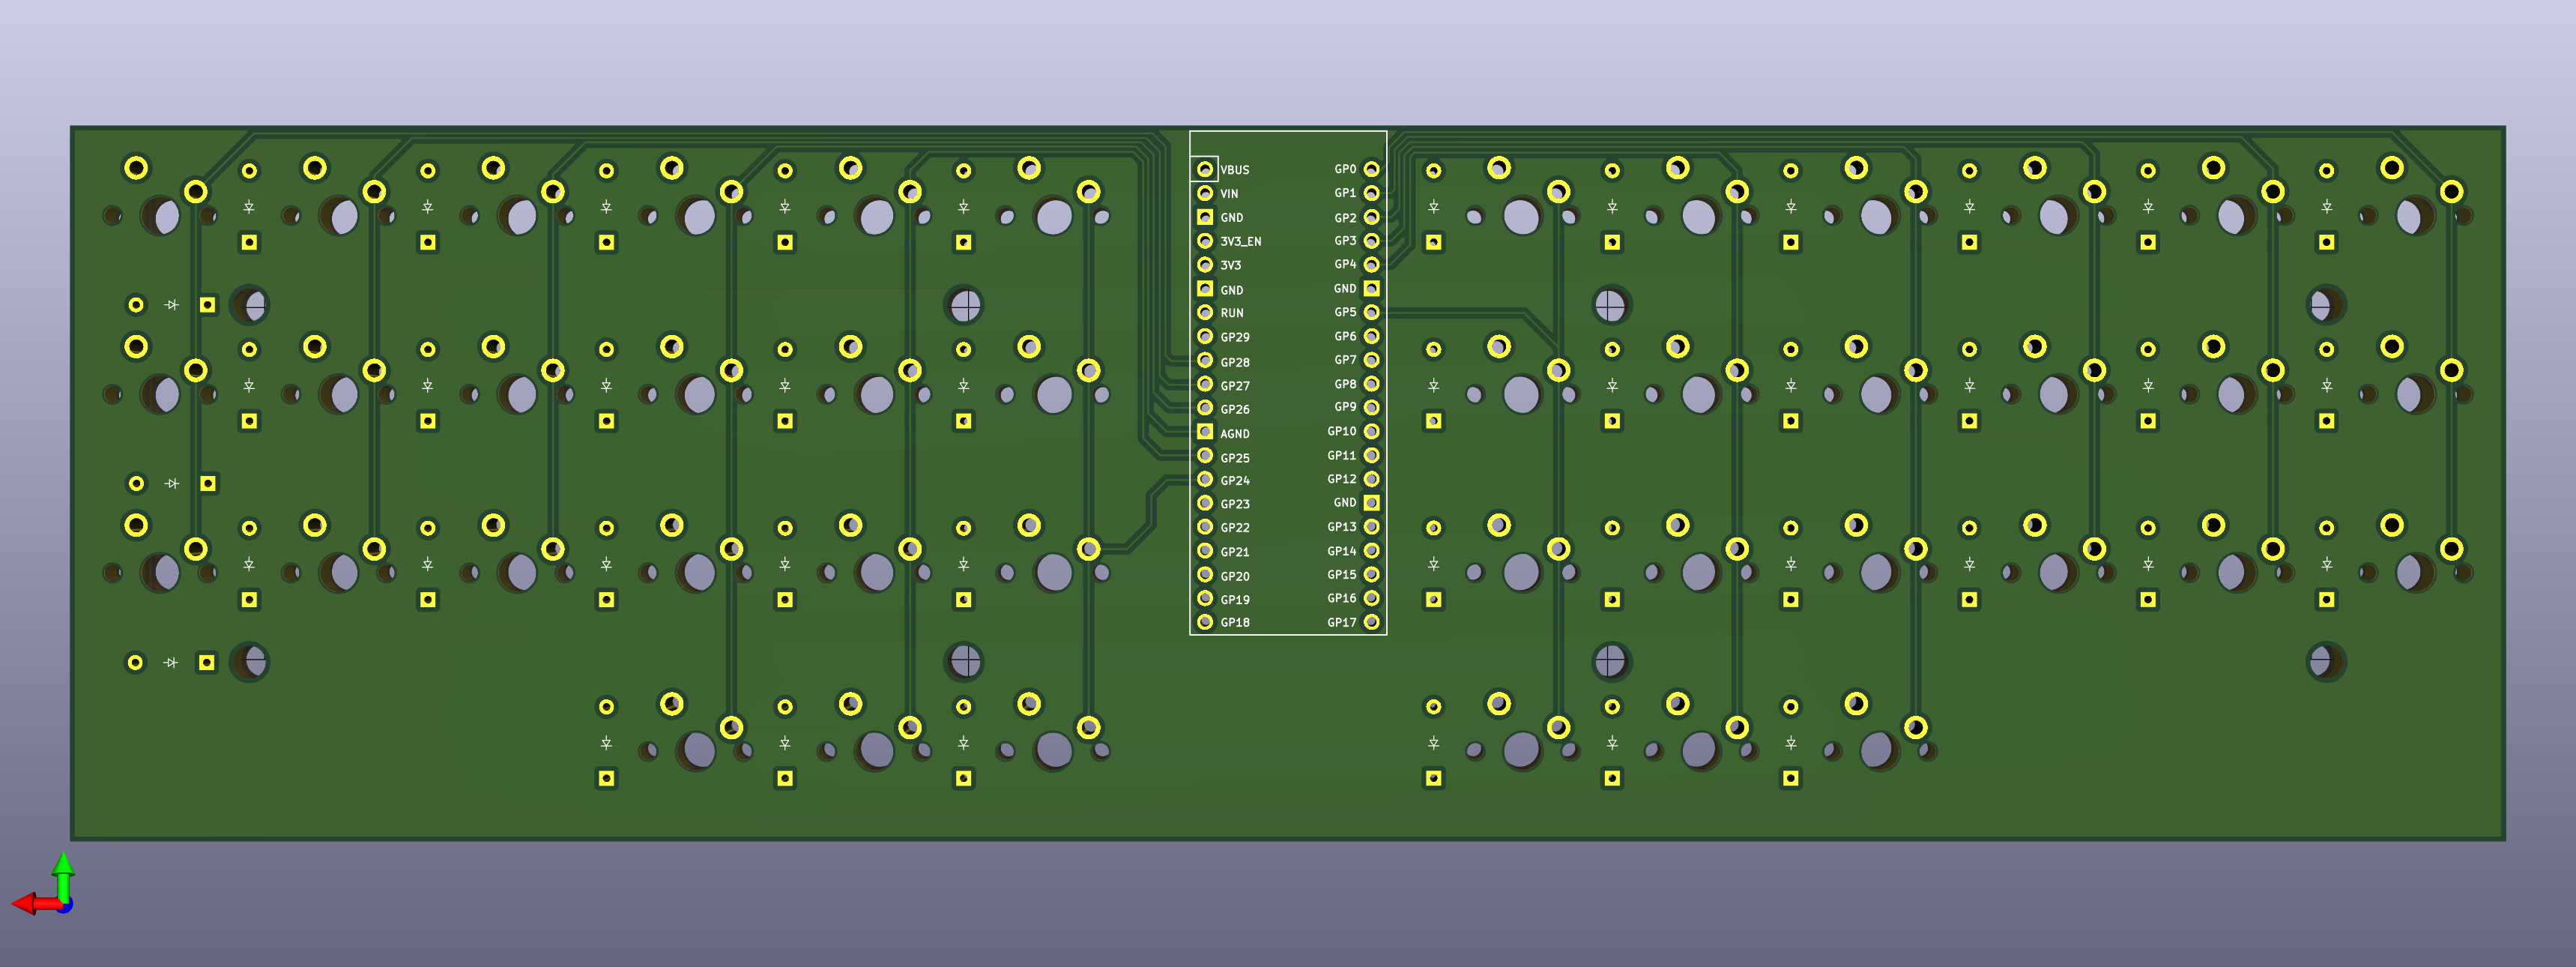 VBUS GP0
VIN GP1
GND GP2
3V3_EN GP3
3V3 GP4
GND GND
RUN GP5
GP29 GP6
GP28 GP7
GP27 GP8
GP26 GP9
AGND GP10
GP25 GP11
GP24 GP12
GP23 GND
GP22 GP13
GP21 GP14
GP20 GP15
GP19 GP16
GP18 GP17